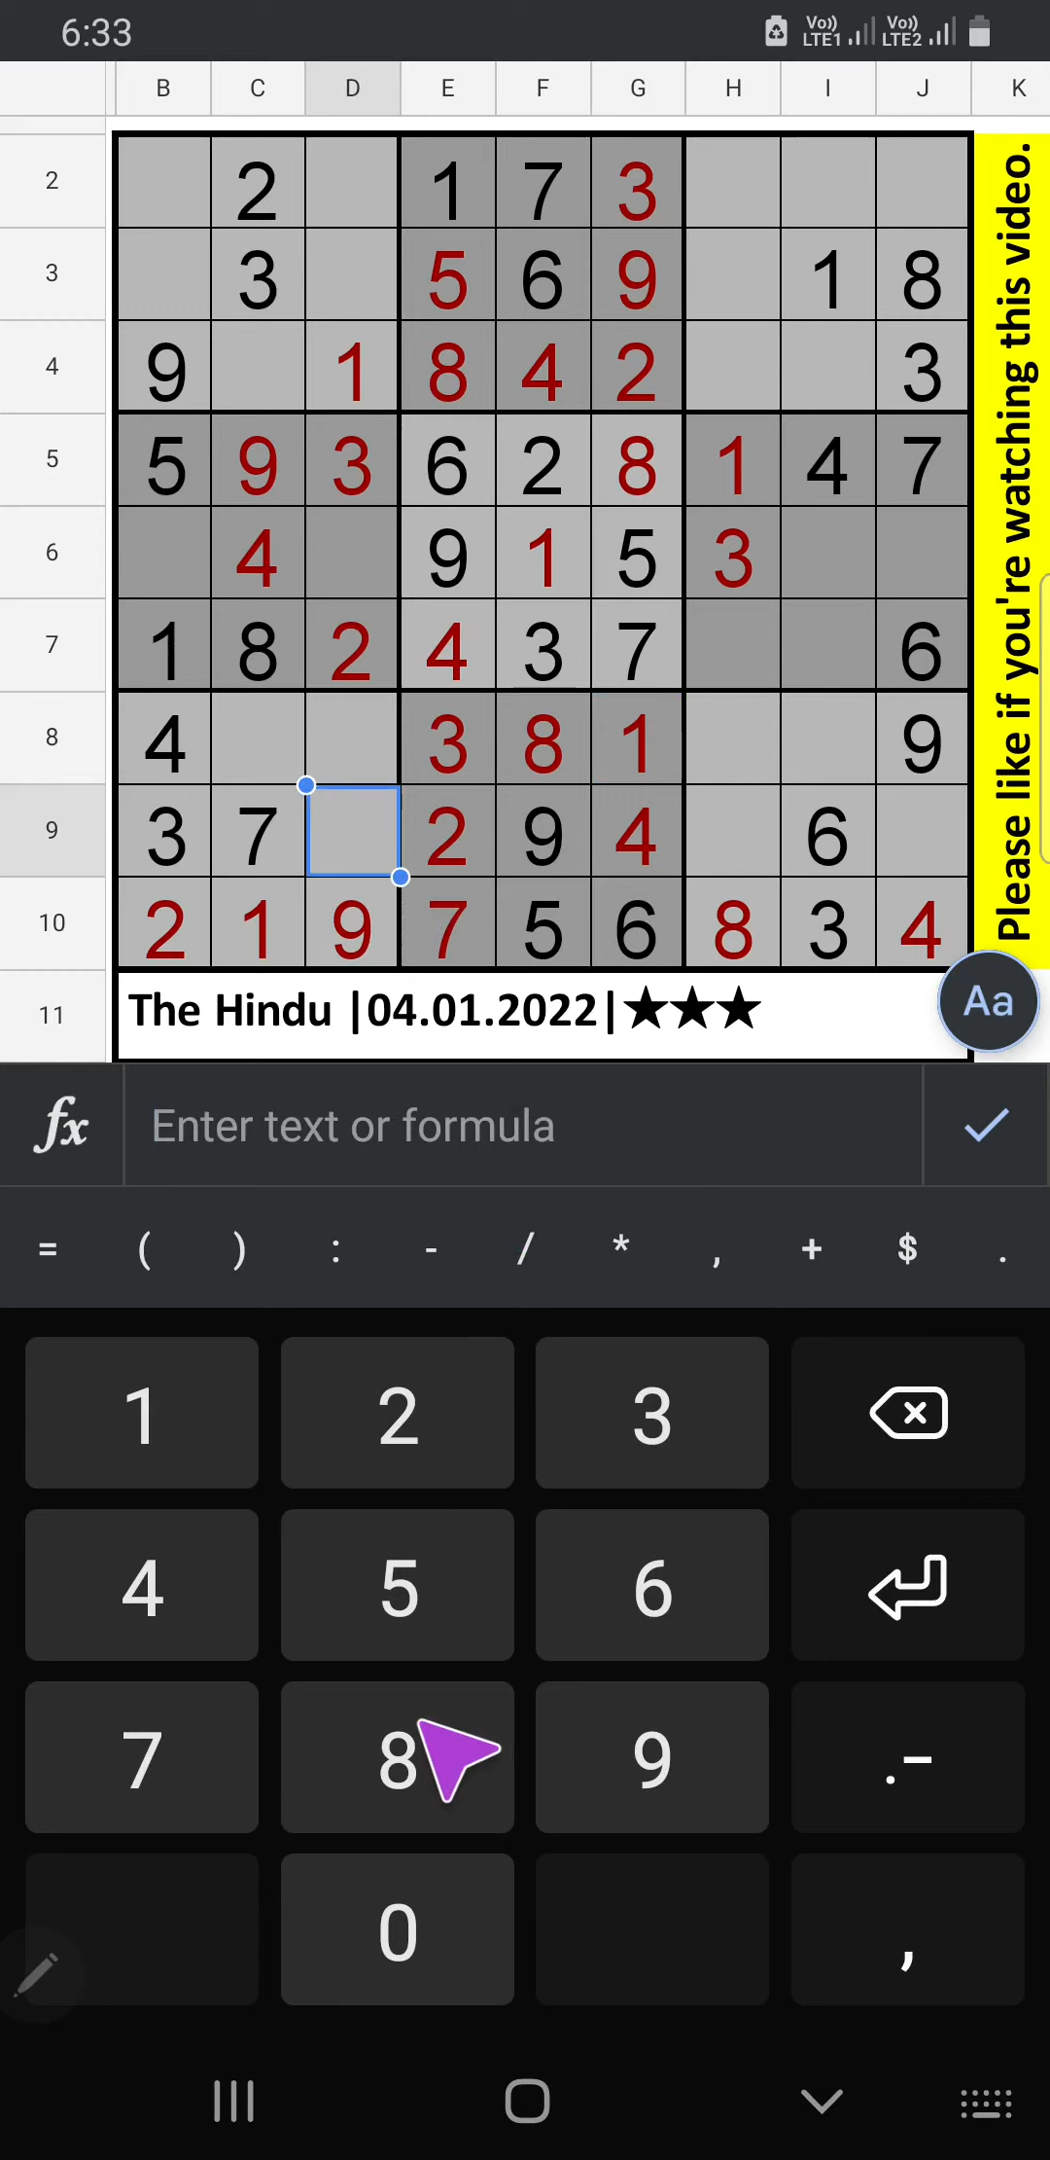 6:33
Vo)) LTE1 Vo)) LTE2
B C D E F G H I J K
2 2 1 7 3
3 3 5 6 9 1 8
4 9 1 8 4 2 3
5 5 9 3 6 2 8 1 4 7
6 4 9 1 5 3
7 1 8 2 4 3 7 6
8 4 3 8 1 9
9 3 7 2 9 4 6
10 2 1 9 7 5 6 8 3 4
11 The Hindu |04.01.2022|★★★
Please like if you're watching this video.
Aa
fx Enter text or formula
= ( ) : - / * , + $ .
1 2 3
4 5 6
7 8 9 .-
0 ,